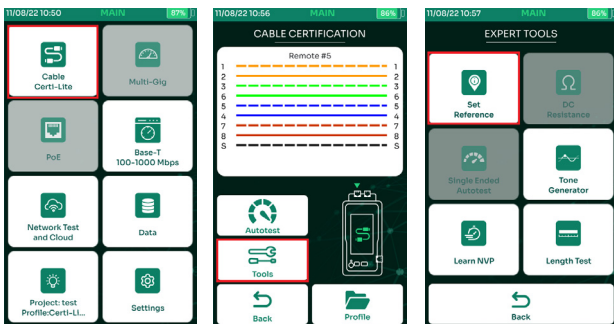 11/08/22 10:50 MAIN 87%
Cable
Certi-Lite
Multi-Gig
PoE
Base-T
100-1000 Mbps
Network Test
and Cloud
Data
Project: test
Profile:Certi-Li...
Settings
11/08/22 10:56 MAIN 86%
CABLE CERTIFICATION
Remote #5
1 1
2 2
3 3
6 6
5 5
4 4
7 7
8 8
S S
Autotest
Tools
Back
Profile
11/08/22 10:57 MAIN 86%
EXPERT TOOLS
Set
Reference
DC
Resistance
Single Ended
Autotest
Tone
Generator
Learn NVP
Length Test
Back